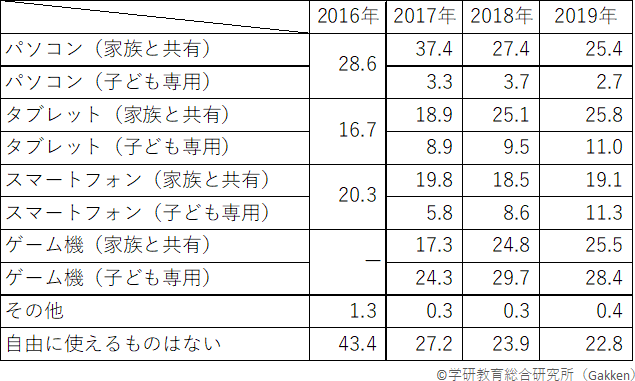 2016年 2017年 2018年 2019年
パソコン（家族と共有） 28.6 37.4 27.4 25.4
パソコン（子ども専用） 3.3 3.7 2.7
タブレット（家族と共有） 16.7 18.9 25.1 25.8
タブレット（子ども専用） 8.9 9.5 11.0
スマートフォン（家族と共有） 20.3 19.8 18.5 19.1
スマートフォン（子ども専用） 5.8 8.6 11.3
ゲーム機（家族と共有） － 17.3 24.8 25.5
ゲーム機（子ども専用） 24.3 29.7 28.4
その他 1.3 0.3 0.3 0.4
自由に使えるものはない 43.4 27.2 23.9 22.8
©学研教育総合研究所（Gakken）